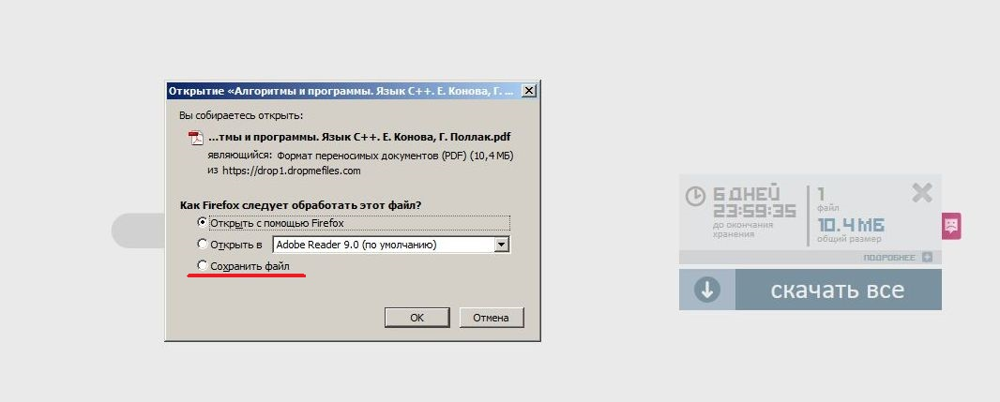 Открытие «Алгоритмы и программы. Язык C++. Е. Конова, Г. ...
Вы собираетесь открыть:
...тмы и программы. Язык C++. Е. Конова, Г. Поллак.pdf
являющийся: Формат переносимых документов (PDF) (10,4 МБ)
из https://drop1.dropmefiles.com
Как Firefox следует обработать этот файл?
Открыть с помощью Firefox
Открыть в Adobe Reader 9.0 (по умолчанию)
Сохранить файл
ОК Отмена
6 ДНЕЙ
23:59:35
до окончания
хранения
1
файл
10.4 МБ
общий размер
ПОДРОБНЕЕ
скачать все